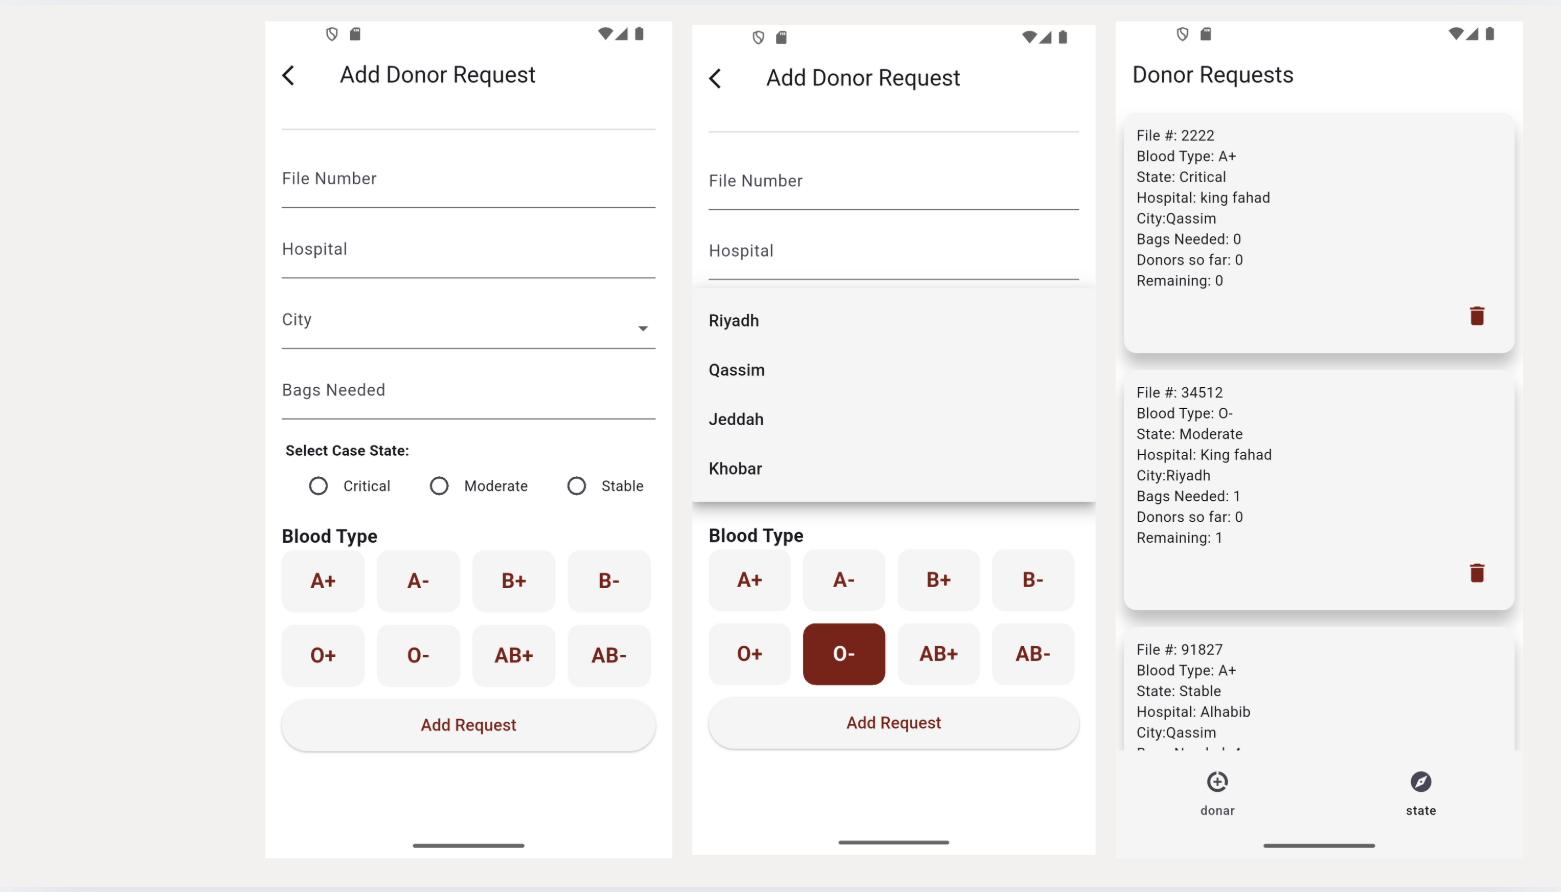 Add Donor Request
File Number
Hospital
City
Bags Needed
Select Case State:
Critical Moderate Stable
Blood Type
A+ A- B+ B-
O+ O- AB+ AB-
Add Request
Add Donor Request
File Number
Hospital
Riyadh
Qassim
Jeddah
Khobar
Blood Type
A+ A- B+ B-
O+ O- AB+ AB-
Add Request
Donor Requests
File #: 2222
Blood Type: A+
State: Critical
Hospital: king fahad
City:Qassim
Bags Needed: 0
Donors so far: 0
Remaining: 0
File #: 34512
Blood Type: O-
State: Moderate
Hospital: King fahad
City:Riyadh
Bags Needed: 1
Donors so far: 0
Remaining: 1
File #: 91827
Blood Type: A+
State: Stable
Hospital: Alhabib
City:Qassim
donar state